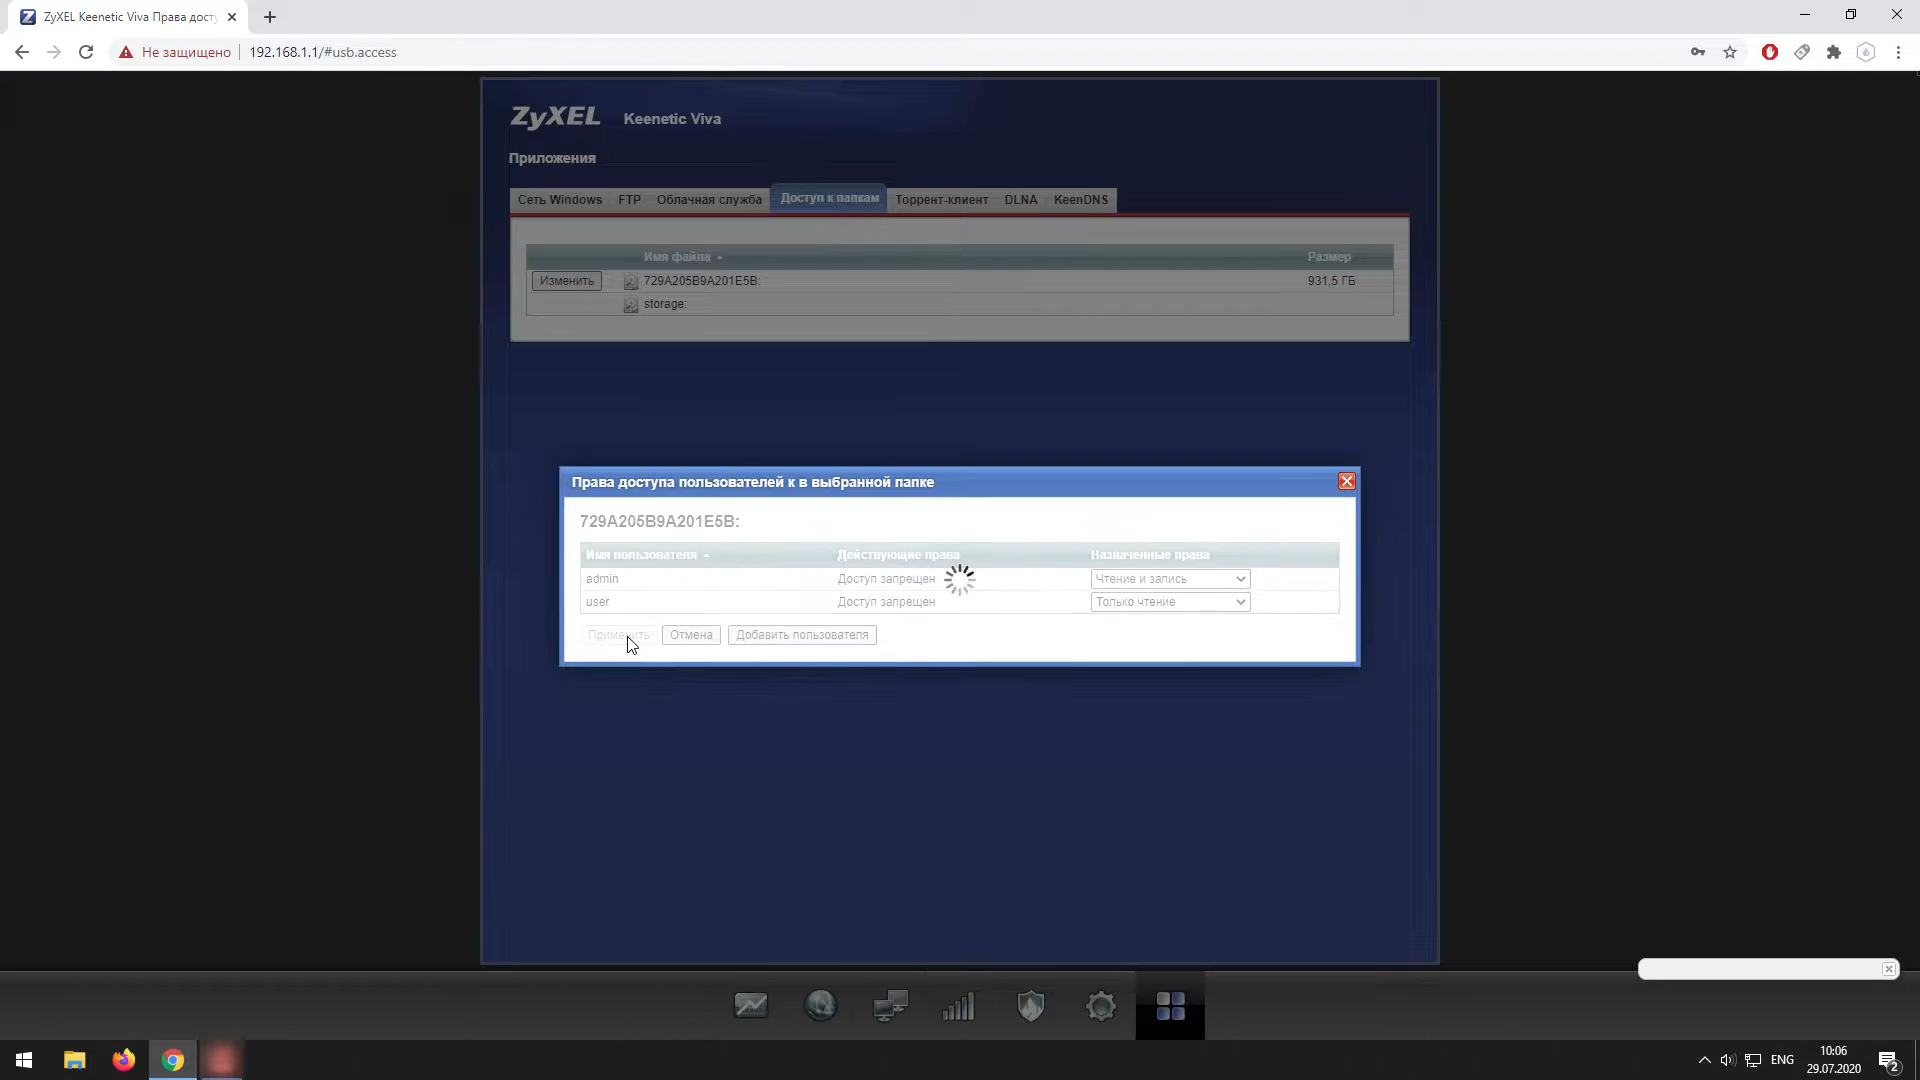 ZyXEL Keenetic Viva Права дост
Не защищено
192.168.1.1/#usb.access
ZyXEL Keenetic Viva
Приложения
Сеть Windows FTP Облачная служба Доступ к папкам Торрент-клиент DLNA KeenDNS
Имя файла Размер
Изменить 729A205B9A201E5B: 931,5 ГБ
storage:
Права доступа пользователей к в выбранной папке
729A205B9A201E5B:
Имя пользователя Действующие права Назначенные права
admin Доступ запрещен Чтение и запись
user Доступ запрещен Только чтение
Применить Отмена Добавить пользователя
ENG
10:06
29.07.2020
2